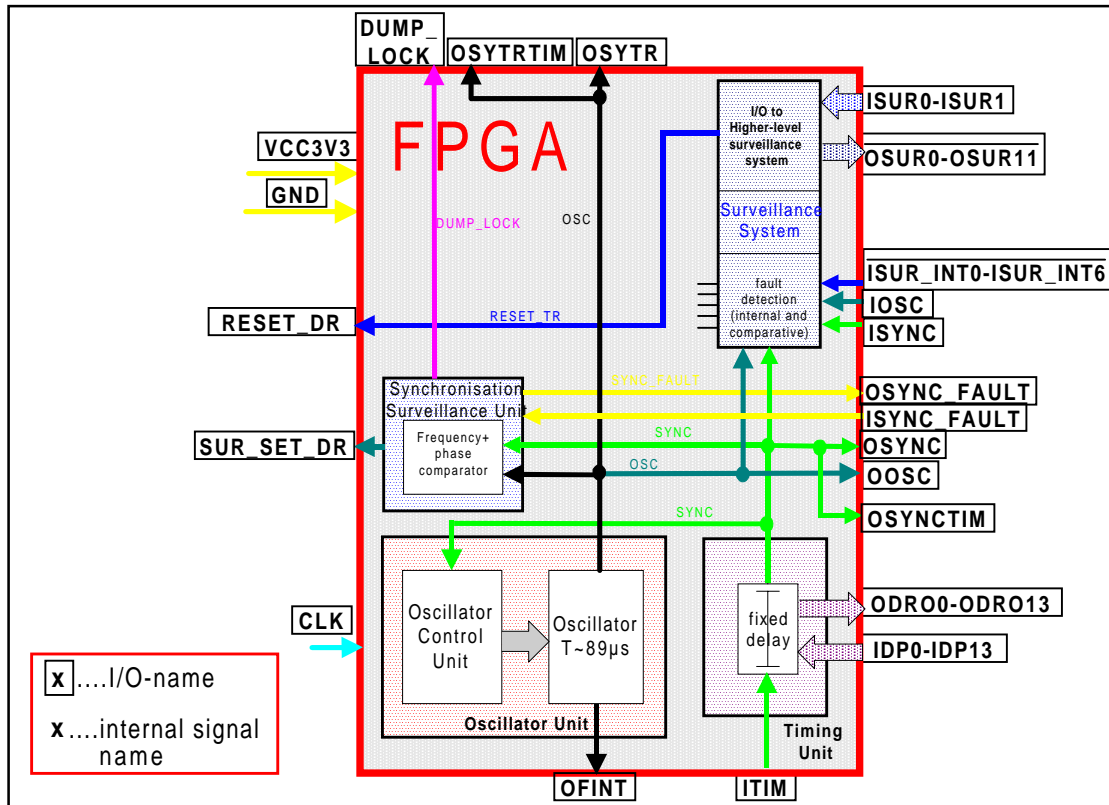 DUMP_
LOCK
OSYTRTIM
OSYTR
FPGA
I/O to
Higher-level
surveillance
system
ISUR0-ISUR1
OSUR0-OSUR11
VCC3V3
GND
DUMP_LOCK
OSC
Surveillance
System
fault
detection
(internal and
comparative)
ISUR_INT0-ISUR_INT6
IOSC
ISYNC
RESET_DR
RESET_TR
Synchronisation
Surveillance Unit
Frequency+
phase
comparator
SYNC_FAULT
OSYNC_FAULT
ISYNC_FAULT
SUR_SET_DR
SYNC
OSYNC
OSC
OOSC
SYNC
OSYNCTIM
Oscillator
Control
Unit
Oscillator
T~89µs
Oscillator Unit
fixed
delay
ODRO0-ODRO13
IDP0-IDP13
Timing
Unit
CLK
x....I/O-name
x....internal signal
name
OFINT
ITIM